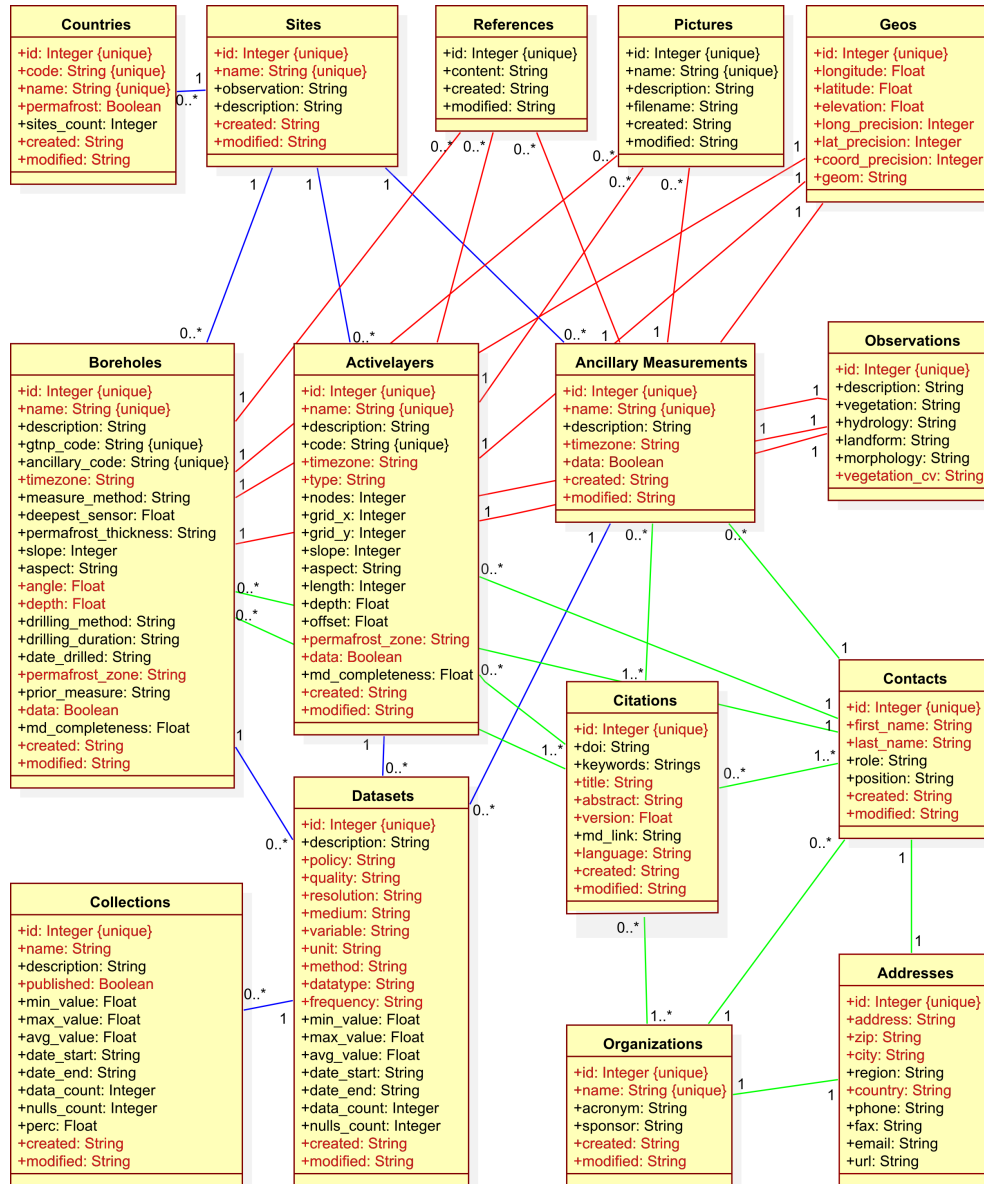 Countries
+id: Integer {unique}
+code: String {unique}
+name: String {unique}
+permafrost: Boolean
+sites_count: Integer
+created: String
+modified: String
Sites
+id: Integer {unique}
+name: String {unique}
+observation: String
+description: String
+created: String
+modified: String
References
+id: Integer {unique}
+content: String
+created: String
+modified: String
Pictures
+id: Integer {unique}
+name: String {unique}
+description: String
+filename: String
+created: String
+modified: String
Geos
+id: Integer {unique}
+longitude: Float
+latitude: Float
+elevation: Float
+long_precision: Integer
+lat_precision: Integer
+coord_precision: Integer
+geom: String
1
0..*
1
1
1
0..*
0..*
0..*
0..*
0..*
0..*
1
1
1
0..*
0..*
0..*
1
1
Boreholes
+id: Integer {unique}
+name: String {unique}
+description: String
+gtnp_code: String {unique}
+ancillary_code: String {unique}
+timezone: String
+measure_method: String
+deepest_sensor: Float
+permafrost_thickness: String
+slope: Integer
+aspect: String
+angle: Float
+depth: Float
+drilling_method: String
+drilling_duration: String
+date_drilled: String
+permafrost_zone: String
+prior_measure: String
+data: Boolean
+md_completeness: Float
+created: String
+modified: String
1
1
1
1
0..*
0..*
1
0..*
Activelayers
+id: Integer {unique}
+name: String {unique}
+description: String
+code: String {unique}
+timezone: String
+type: String
+nodes: Integer
+grid_x: Integer
+grid_y: Integer
+slope: Integer
+aspect: String
+length: Integer
+depth: Float
+offset: Float
+permafrost_zone: String
+data: Boolean
+md_completeness: Float
+created: String
+modified: String
1
1
1
0..*
0..*
1
0..*
Ancillary Measurements
+id: Integer {unique}
+name: String {unique}
+description: String
+timezone: String
+data: Boolean
+created: String
+modified: String
1
1
1
1
1
0..*
0..*
0..*
Observations
+id: Integer {unique}
+description: String
+vegetation: String
+hydrology: String
+landform: String
+morphology: String
+vegetation_cv: String
1..*
1..*
Citations
+id: Integer {unique}
+doi: String
+keywords: Strings
+title: String
+abstract: String
+version: Float
+md_link: String
+language: String
+created: String
+modified: String
0..*
0..*
1..*
1
1
1
1..*
Contacts
+id: Integer {unique}
+first_name: String
+last_name: String
+role: String
+position: String
+created: String
+modified: String
0..*
1
1
1
Datasets
+id: Integer {unique}
+description: String
+policy: String
+quality: String
+resolution: String
+medium: String
+variable: String
+unit: String
+method: String
+datatype: String
+frequency: String
+min_value: Float
+max_value: Float
+avg_value: Float
+date_start: String
+date_end: String
+data_count: Integer
+nulls_count: Integer
+created: String
+modified: String
Collections
+id: Integer {unique}
+name: String
+description: String
+published: Boolean
+min_value: Float
+max_value: Float
+avg_value: Float
+date_start: String
+date_end: String
+data_count: Integer
+nulls_count: Integer
+perc: Float
+created: String
+modified: String
0..*
1
Organizations
+id: Integer {unique}
+name: String {unique}
+acronym: String
+sponsor: String
+created: String
+modified: String
1
1
Addresses
+id: Integer {unique}
+address: String
+zip: String
+city: String
+region: String
+country: String
+phone: String
+fax: String
+email: String
+url: String